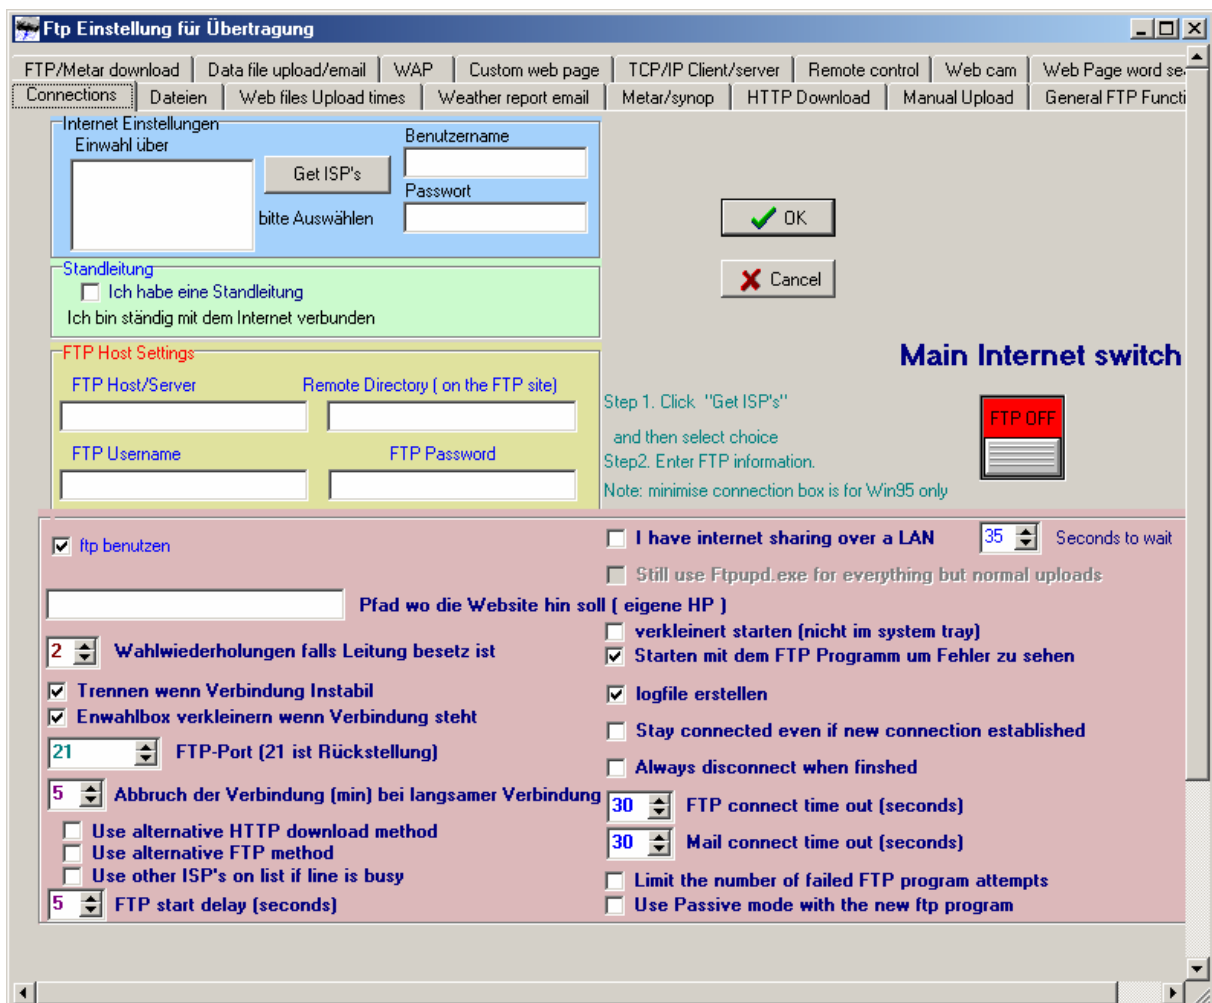 Ftp Einstellung für Übertragung
FTP/Metar download Data file upload/email WAP Custom web page TCP/IP Client/server Remote control Web cam Web Page word se
Connections Dateien Web files Upload times Weather report email Metar/synop HTTP Download Manual Upload General FTP Functi
Internet Einstellungen
Einwahl über
Get ISP's
bitte Auswählen
Benutzername
Passwort
OK
Cancel
Standleitung
Ich habe eine Standleitung
Ich bin ständig mit dem Internet verbunden
FTP Host Settings
FTP Host/Server
Remote Directory ( on the FTP site)
FTP Username
FTP Password
Main Internet switch
Step 1. Click "Get ISP's"
and then select choice
Step2. Enter FTP information.
Note: minimise connection box is for Win95 only
FTP OFF
ftp benutzen
Pfad wo die Website hin soll ( eigene HP )
2 Wahlwiederholungen falls Leitung besetz ist
Trennen wenn Verbindung Instabil
Enwahlbox verkleinern wenn Verbindung steht
21 FTP-Port (21 ist Rückstellung)
5 Abbruch der Verbindung (min) bei langsamer Verbindung
Use alternative HTTP download method
Use alternative FTP method
Use other ISP's on list if line is busy
5 FTP start delay (seconds)
I have internet sharing over a LAN
35 Seconds to wait
Still use Ftpupd.exe for everything but normal uploads
verkleinert starten (nicht im system tray)
Starten mit dem FTP Programm um Fehler zu sehen
logfile erstellen
Stay connected even if new connection established
Always disconnect when finshed
30 FTP connect time out (seconds)
30 Mail connect time out (seconds)
Limit the number of failed FTP program attempts
Use Passive mode with the new ftp program